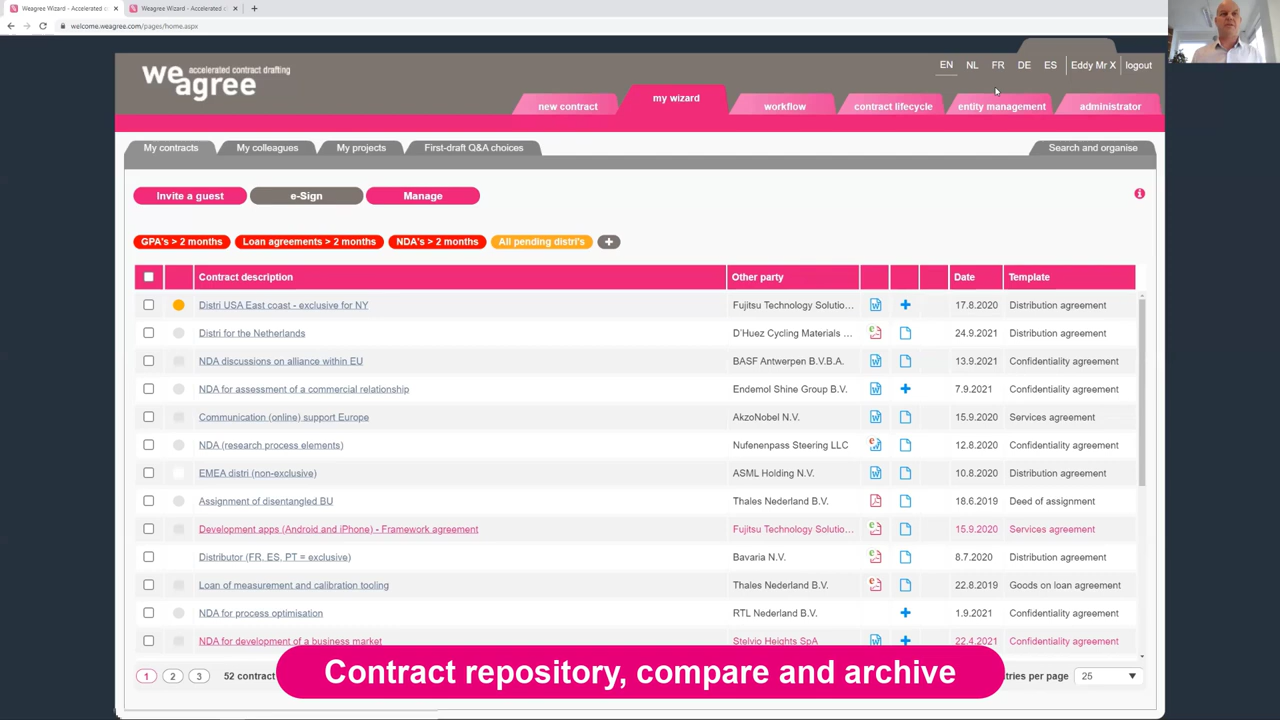 Weagree Wizard - Accelerated c
Weagree Wizard - Accelerated con
welcome.weagree.com/pages/home.aspx
we agree accelerated contract drafting
EN NL FR DE ES Eddy Mr X logout
new contract my wizard workflow contract lifecycle entity management administrator
My contracts My colleagues My projects First-draft Q&A choices Search and organise
Invite a guest e-Sign Manage
GPA's > 2 months Loan agreements > 2 months NDA's > 2 months All pending distri's
Contract description Other party Date Template
Distri USA East coast - exclusive for NY Fujitsu Technology Solutio... 17.8.2020 Distribution agreement
Distri for the Netherlands D'Huez Cycling Materials ... 24.9.2021 Distribution agreement
NDA discussions on alliance within EU BASF Antwerpen B.V.B.A. 13.9.2021 Confidentiality agreement
NDA for assessment of a commercial relationship Endemol Shine Group B.V. 7.9.2021 Confidentiality agreement
Communication (online) support Europe AkzoNobel N.V. 15.9.2020 Services agreement
NDA (research process elements) Nufenenpass Steering LLC 12.8.2020 Confidentiality agreement
EMEA distri (non-exclusive) ASML Holding N.V. 10.8.2020 Distribution agreement
Assignment of disentangled BU Thales Nederland B.V. 18.6.2019 Deed of assignment
Development apps (Android and iPhone) - Framework agreement Fujitsu Technology Solutio... 15.9.2020 Services agreement
Distributor (FR, ES, PT = exclusive) Bavaria N.V. 8.7.2020 Distribution agreement
Loan of measurement and calibration tooling Thales Nederland B.V. 22.8.2019 Goods on loan agreement
NDA for process optimisation RTL Nederland B.V. 1.9.2021 Confidentiality agreement
NDA for development of a business market Stelvio Heights SpA 22.4.2021 Confidentiality agreement
1 2 3 52 contract per page 25
Contract repository, compare and archive